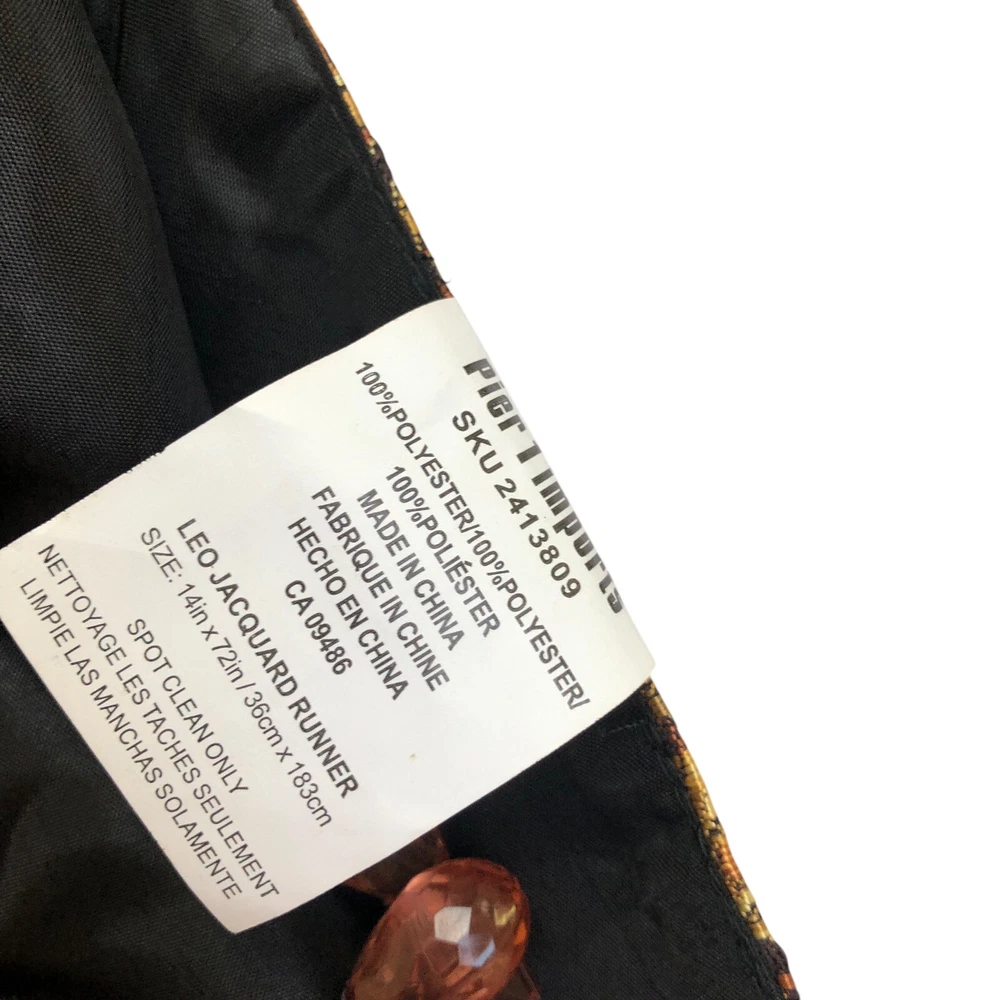 Pier 1 imports
SKU 2413809
100%POLYESTER/100%POLYESTER/
100%POLIÉSTER
MADE IN CHINA
FABRIQUE IN CHINE
HECHO EN CHINA
CA 09486
LEO JACQUARD RUNNER
SIZE: 14in x 72in / 36cm x 183cm
SPOT CLEAN ONLY
NETTOYAGE LES TACHES SEULEMENT
LIMPIE LAS MANCHAS SOLAMENTE